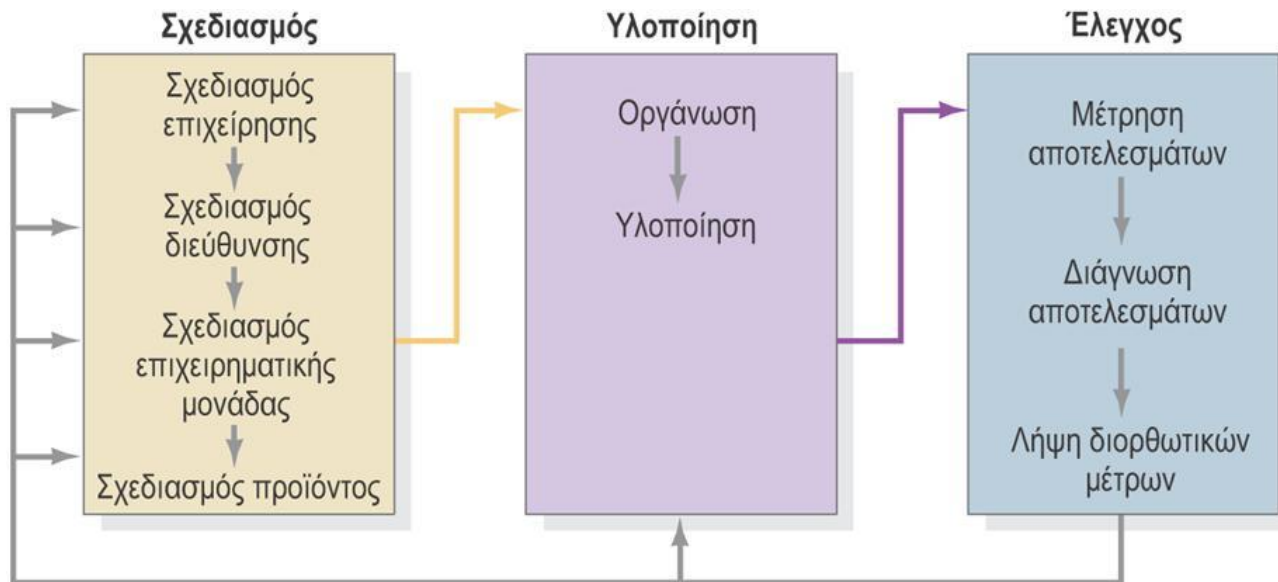 Σχεδιασμός
Σχεδιασμός
επιχείρησης
Σχεδιασμός
διεύθυνσης
Σχεδιασμός
επιχειρηματικής
μονάδας
Σχεδιασμός προϊόντος
Υλοποίηση
Οργάνωση
Υλοποίηση
Έλεγχος
Μέτρηση
αποτελεσμάτων
Διάγνωση
αποτελεσμάτων
Λήψη διορθωτικών
μέτρων